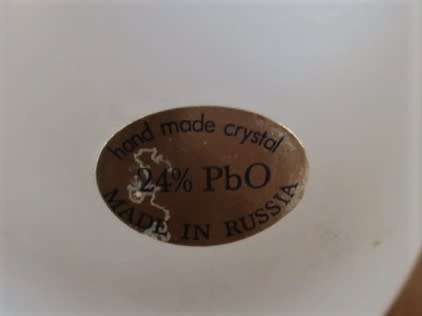 hand made crystal
24% PbO
MADE IN RUSSIA